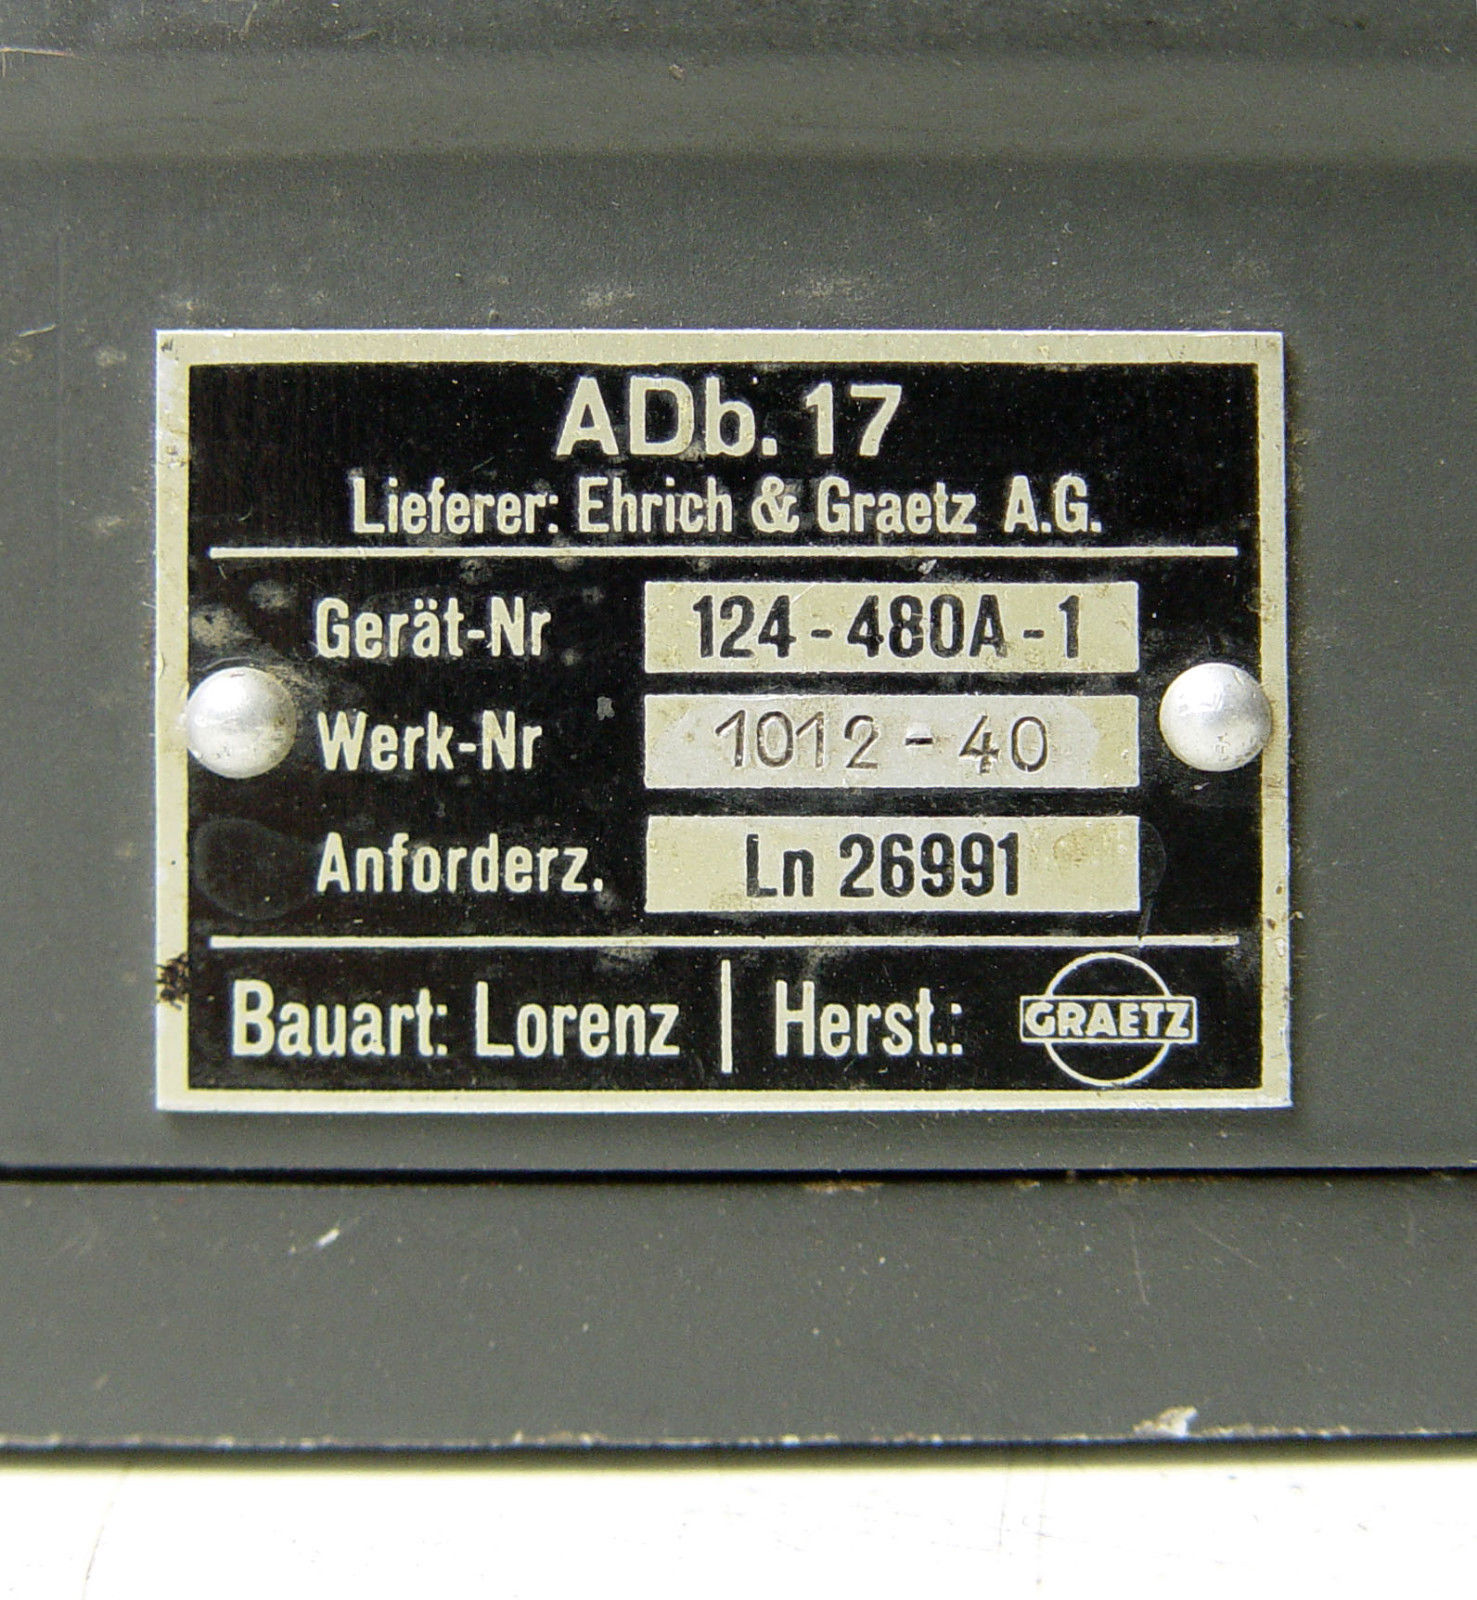 ADb. 17
Lieferer: Ehrich & Graetz A.G.
Gerät-Nr 124-480A-1
Werk-Nr 1012-40
Anforderz. Ln 26991
Bauart: Lorenz | Herst.: GRAETZ